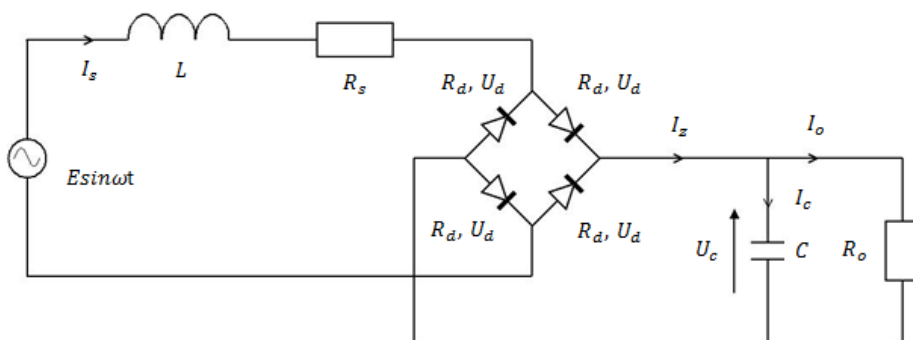 I_s
L
R_s
R_d, U_d
R_d, U_d
I_z
I_o
Esinωt
R_d, U_d
R_d, U_d
I_c
U_c
C
R_o